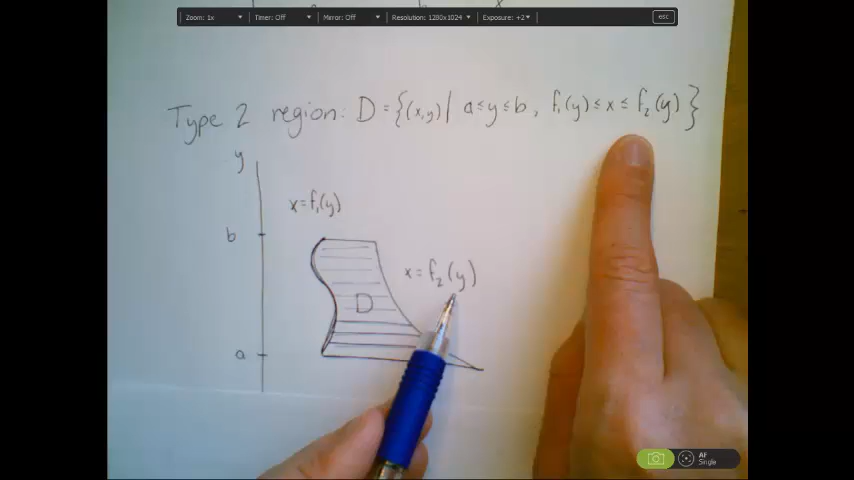 Zoom: 1x Timer: Off Mirror: Off Resolution: 1280x1024 Exposure: +2 esc
Type 2 region: D = {(x,y) | a ≤ y ≤ b, f₁(y) ≤ x ≤ f₂(y)}
y
x = f₁(y)
b
x = f₂(y)
D
a
AF
Single